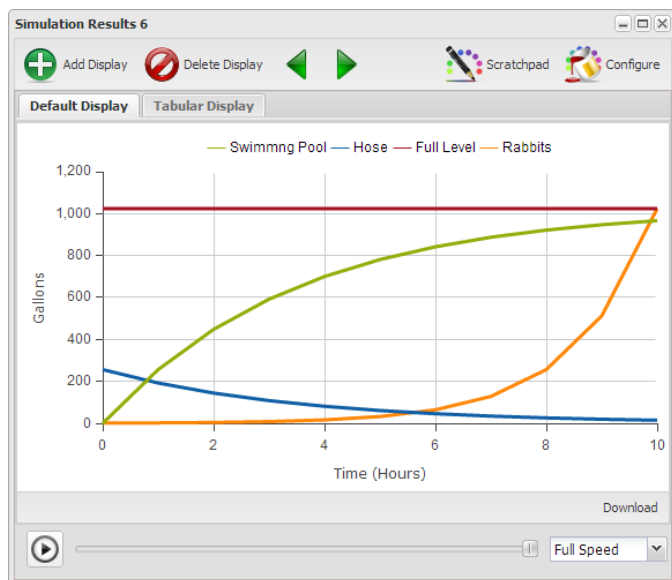 Simulation Results 6
Add Display Delete Display Scratchpad Configure
Default Display Tabular Display
Swimmng Pool Hose Full Level Rabbits
1,200
1,000
800
600
400
200
0
Gallons
0 2 4 6 8 10
Time (Hours)
Download
Full Speed